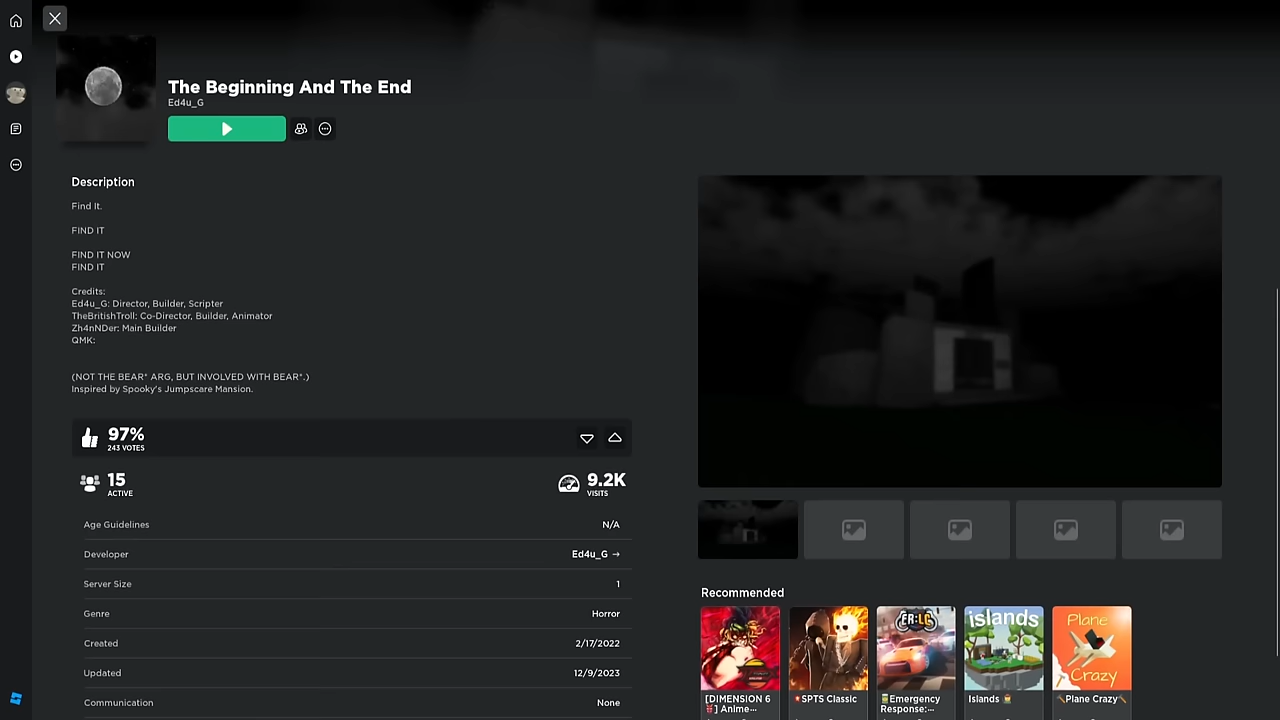 The Beginning And The End
Ed4u_G
Description
Find It.
FIND IT
FIND IT NOW
FIND IT
Credits:
Ed4u_G: Director, Builder, Scripter
TheBritishTroll: Co-Director, Builder, Animator
Zh4nNDer: Main Builder
QMK:
(NOT THE BEAR* ARG, BUT INVOLVED WITH BEAR*.)
Inspired by Spooky's Jumpscare Mansion.
97%
243 VOTES
15
ACTIVE
9.2K
VISITS
Age Guidelines N/A
Developer Ed4u_G →
Server Size 1
Genre Horror
Created 2/17/2022
Updated 12/9/2023
Communication None
Recommended
ER:LC
islands
Plane
Crazy
[DIMENSION 6
] Anime...
SPTS Classic
Emergency
Response:...
Islands
Plane Crazy